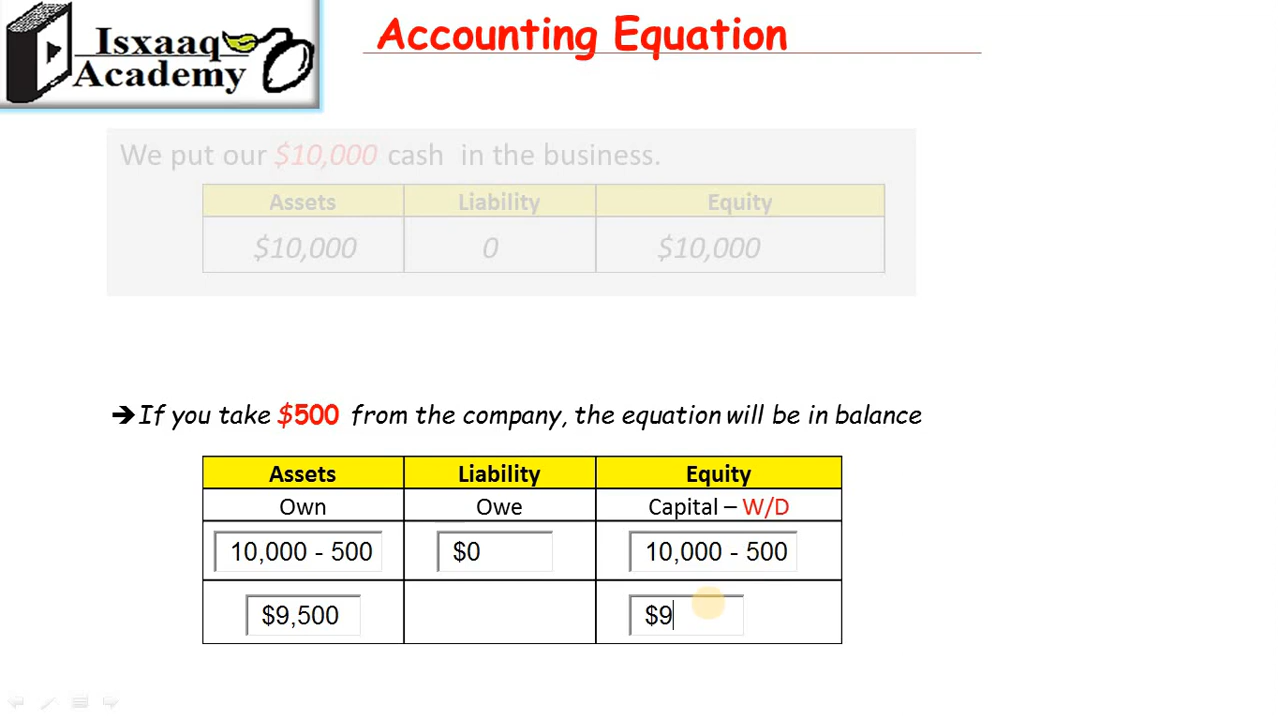 Isxaaq
Academy
Accounting Equation
We put our $10,000 cash in the business.
Assets Liability Equity
$10,000 0 $10,000
➔ If you take $500 from the company, the equation will be in balance
Assets Liability Equity
Own Owe Capital – W/D
10,000 - 500 $0 10,000 - 500
$9,500 $9